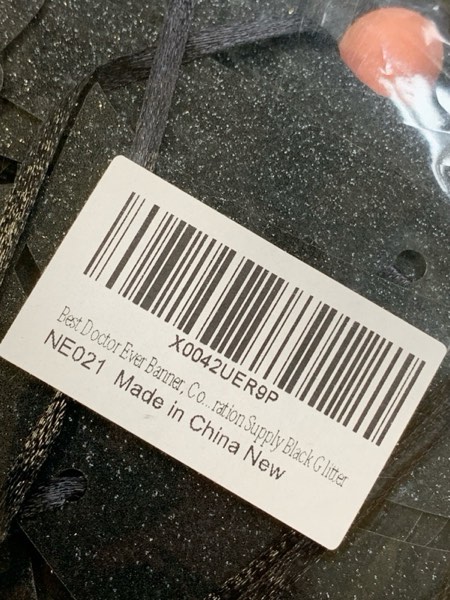 X0042UER9P
Best Doctor Ever Banner, Co...ration Supply Black Glitter
NE021 Made in China New